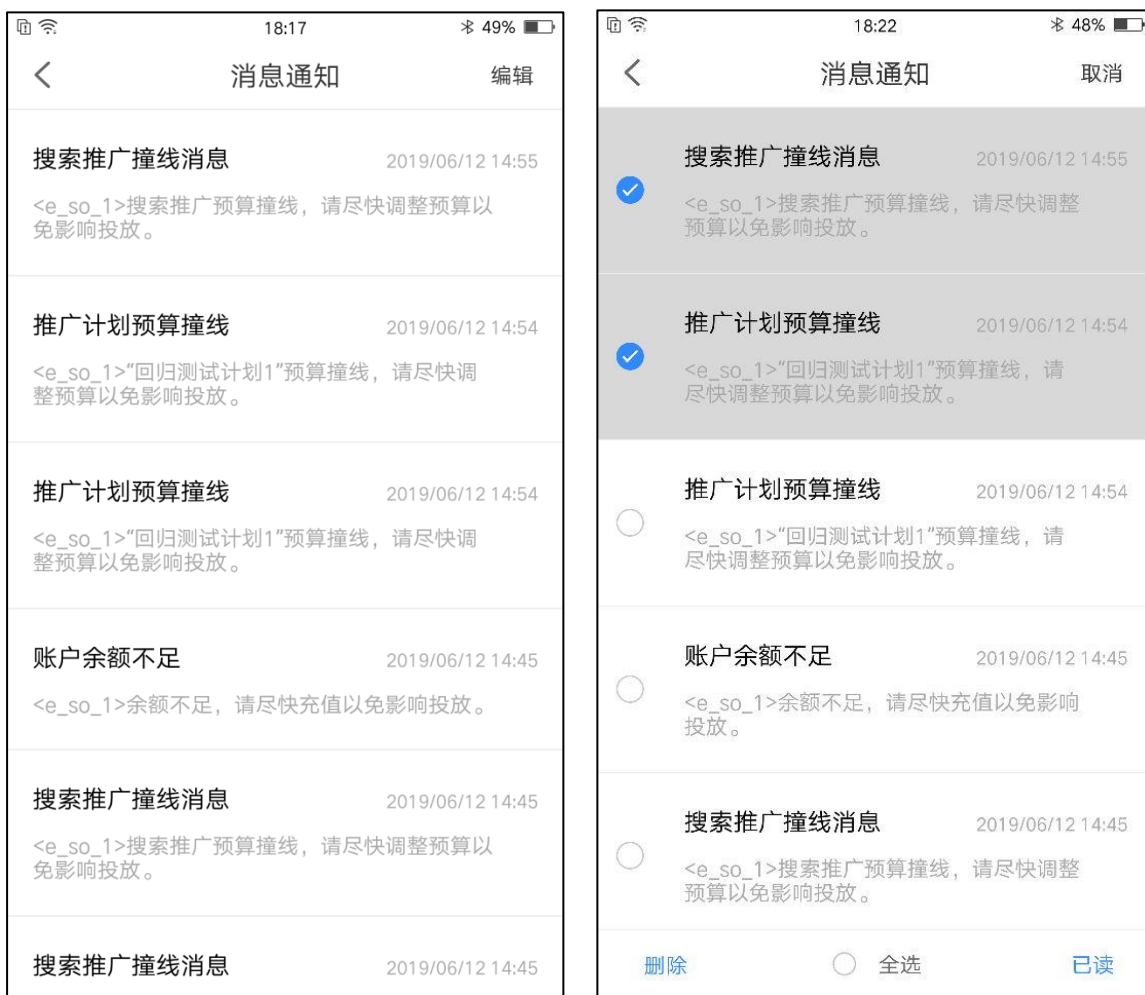 18:17
49%
消息通知
编辑
搜索推广撞线消息
2019/06/12 14:55
<e_so_1>搜索推广预算撞线，请尽快调整预算以
免影响投放。
推广计划预算撞线
2019/06/12 14:54
<e_so_1>“回归测试计划1”预算撞线，请尽快调
整预算以免影响投放。
推广计划预算撞线
2019/06/12 14:54
<e_so_1>“回归测试计划1”预算撞线，请尽快调
整预算以免影响投放。
账户余额不足
2019/06/12 14:45
<e_so_1>余额不足，请尽快充值以免影响投放。
搜索推广撞线消息
2019/06/12 14:45
<e_so_1>搜索推广预算撞线，请尽快调整预算以
免影响投放。
搜索推广撞线消息
2019/06/12 14:45
18:22
48%
消息通知
取消
搜索推广撞线消息
2019/06/12 14:55
<e_so_1>搜索推广预算撞线，请尽快调整
预算以免影响投放。
推广计划预算撞线
2019/06/12 14:54
<e_so_1>“回归测试计划1”预算撞线，请
尽快调整预算以免影响投放。
推广计划预算撞线
2019/06/12 14:54
<e_so_1>“回归测试计划1”预算撞线，请
尽快调整预算以免影响投放。
账户余额不足
2019/06/12 14:45
<e_so_1>余额不足，请尽快充值以免影响
投放。
搜索推广撞线消息
2019/06/12 14:45
<e_so_1>搜索推广预算撞线，请尽快调整
预算以免影响投放。
删除
全选
已读